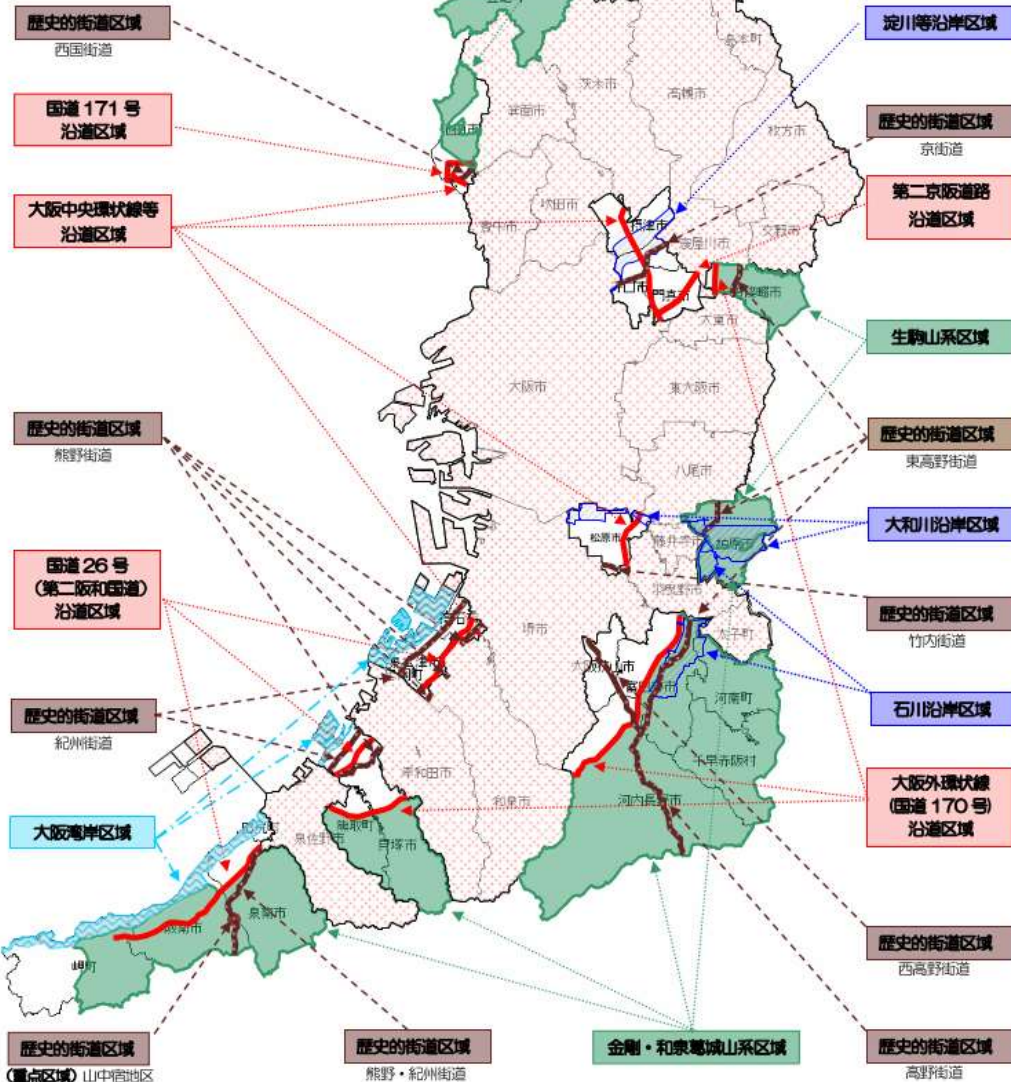 歴史的街道区域
西国街道
国道171号
沿道区域
大阪中央環状線等
沿道区域
歴史的街道区域
熊野街道
国道26号
(第二阪和国道)
沿道区域
歴史的街道区域
紀州街道
大阪湾岸区域
歴史的街道区域
(重点区域) 山中宿地区
歴史的街道区域
熊野・紀州街道
金剛・和泉葛城山系区域
淀川等沿岸区域
歴史的街道区域
京街道
第二京阪道路
沿道区域
生駒山系区域
歴史的街道区域
東高野街道
大和川沿岸区域
歴史的街道区域
竹内街道
石川沿岸区域
大阪外環状線
(国道170号)
沿道区域
歴史的街道区域
西高野街道
歴史的街道区域
高野街道
島本町
茨木市
高槻市
箕面市
枚方市
吹田市
豊中市
摂津市
寝屋川市
交野市
門真市
大東市
大阪市
東大阪市
八尾市
松原市
藤井寺市
柏原市
羽曳野市
太子町
堺市
河南町
千早赤阪村
河内長野市
岸和田市
和泉市
熊取町
貝塚市
泉佐野市
泉南市
阪南市
岬町